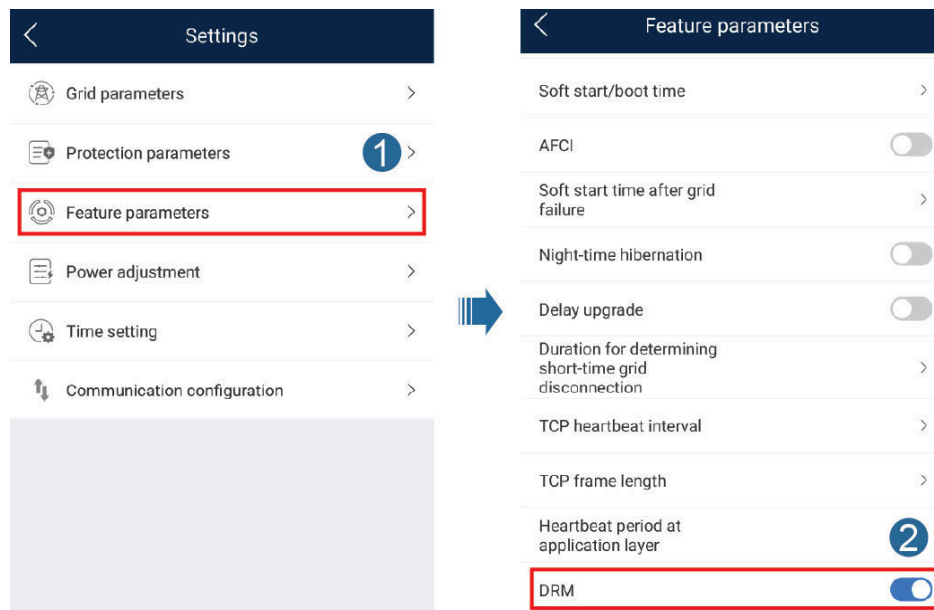 Settings
Grid parameters
Protection parameters
1
Feature parameters
Power adjustment
Time setting
Communication configuration
Feature parameters
Soft start/boot time
AFCI
Soft start time after grid
failure
Night-time hibernation
Delay upgrade
Duration for determining
short-time grid
disconnection
TCP heartbeat interval
TCP frame length
Heartbeat period at
application layer
2
DRM